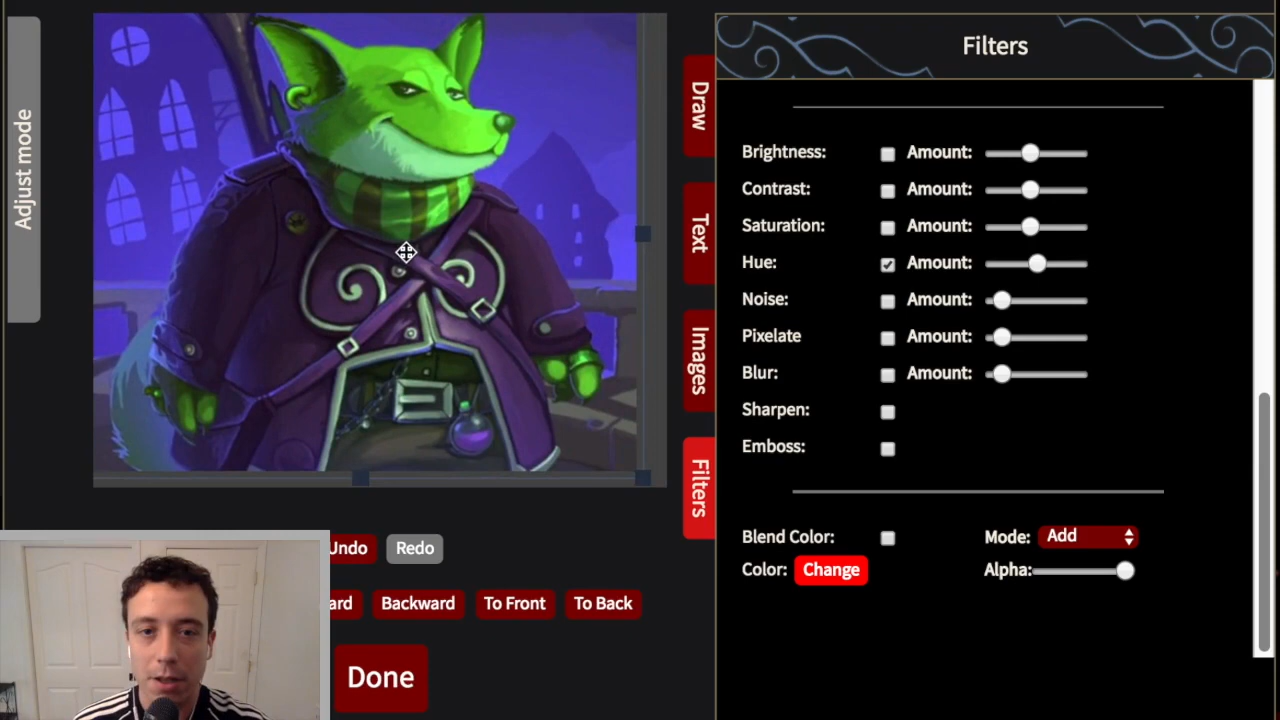 Adjust mode
Draw
Text
Images
Filters
Filters
Brightness: Amount:
Contrast: Amount:
Saturation: Amount:
Hue: Amount:
Noise: Amount:
Pixelate Amount:
Blur: Amount:
Sharpen:
Emboss:
Blend Color: Mode: Add
Color: Change Alpha:
Undo Redo
ard Backward To Front To Back
Done